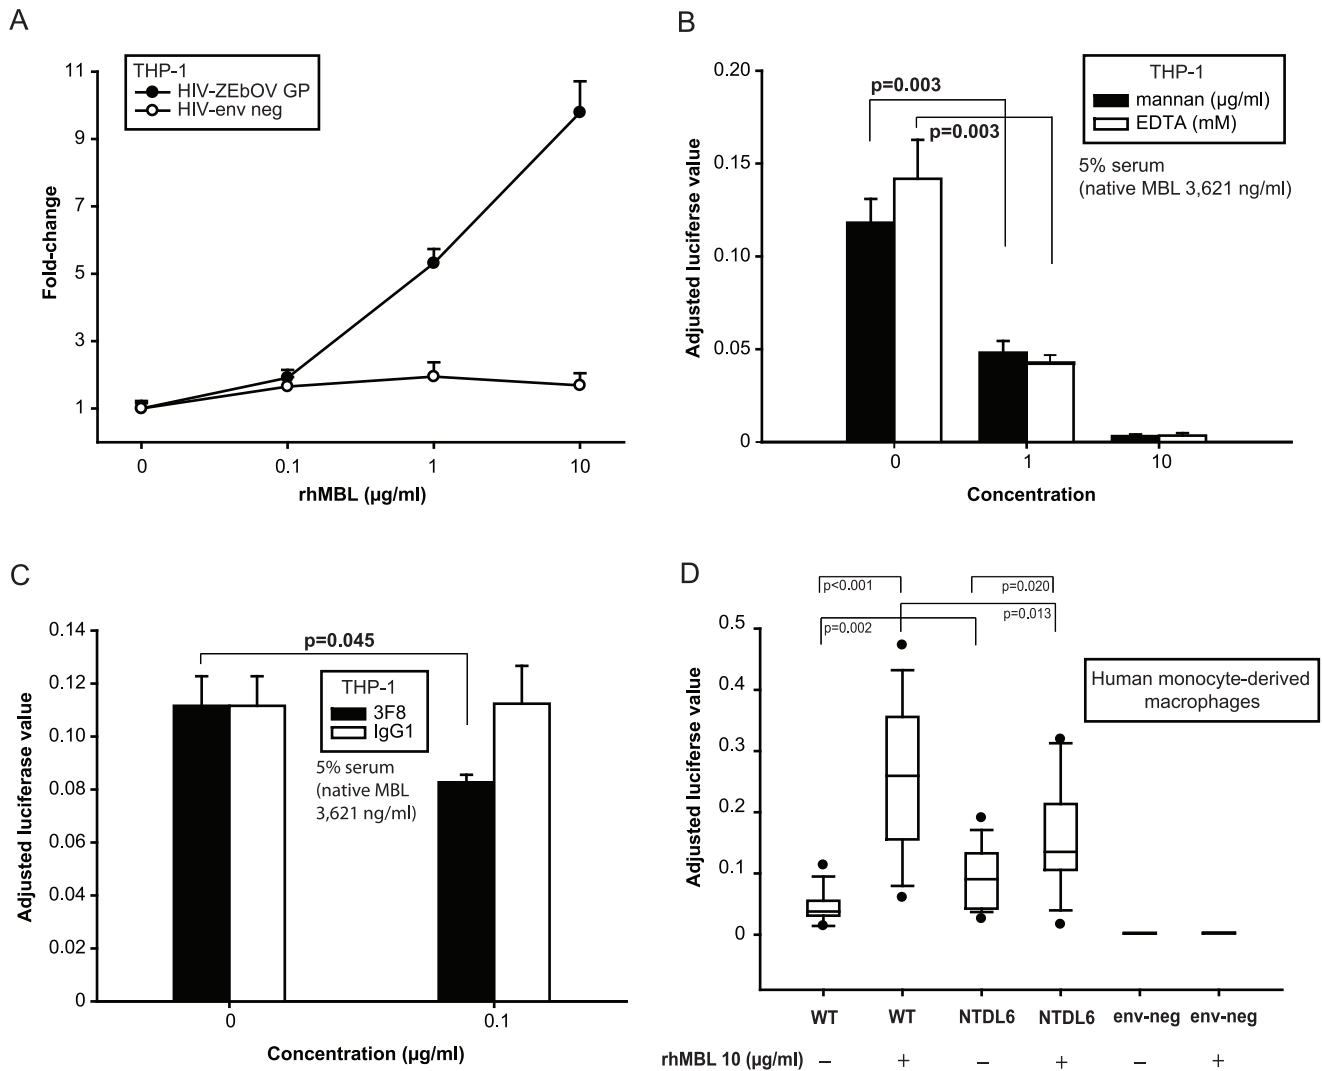 A
THP-1
HIV-ZEbOV GP
HIV-env neg
11
9
7
5
3
1
Fold-change
0 0.1 1 10
rhMBL (µg/ml)
B
THP-1
mannan (µg/ml)
EDTA (mM)
5% serum
(native MBL 3,621 ng/ml)
p=0.003
p=0.003
0.20
0.15
0.10
0.05
0
Adjusted luciferse value
0 1 10
Concentration
C
p=0.045
THP-1
3F8
IgG1
5% serum
(native MBL
3,621 ng/ml)
0.14
0.12
0.10
0.08
0.06
0.04
0.02
0
Adjusted luciferase value
0 0.1
Concentration (µg/ml)
D
p<0.001
p=0.020
p=0.013
p=0.002
Human monocyte-derived
macrophages
0.5
0.4
0.3
0.2
0.1
0
Adjusted luciferse value
WT WT NTDL6 NTDL6 env-neg env-neg
rhMBL 10 (µg/ml) − + − + − +